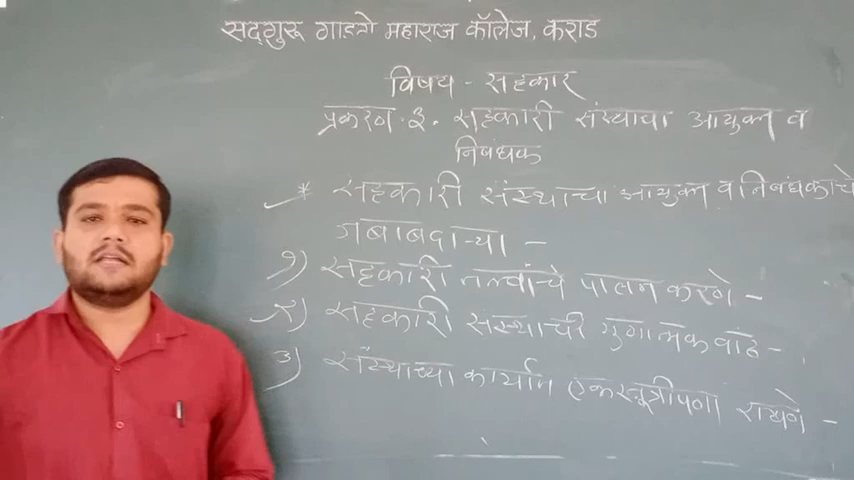 सद्गुरू गाडगे महाराज कॉलेज, कराड
विषय - सहकार
प्रकरण.३. सहकारी संस्थाचा आयुक्त व
निबंधक
* सहकारी संस्थाच्चा आयुक्त व निबंधकाचे
जबाबदाऱ्या -
१) सहकारी तत्वांचे पालन करणे -
२) सहकारी संस्थाची गुणात्मक वाढ -
३) संस्थाच्या कार्यात एकसूत्रीपणा राखणे -